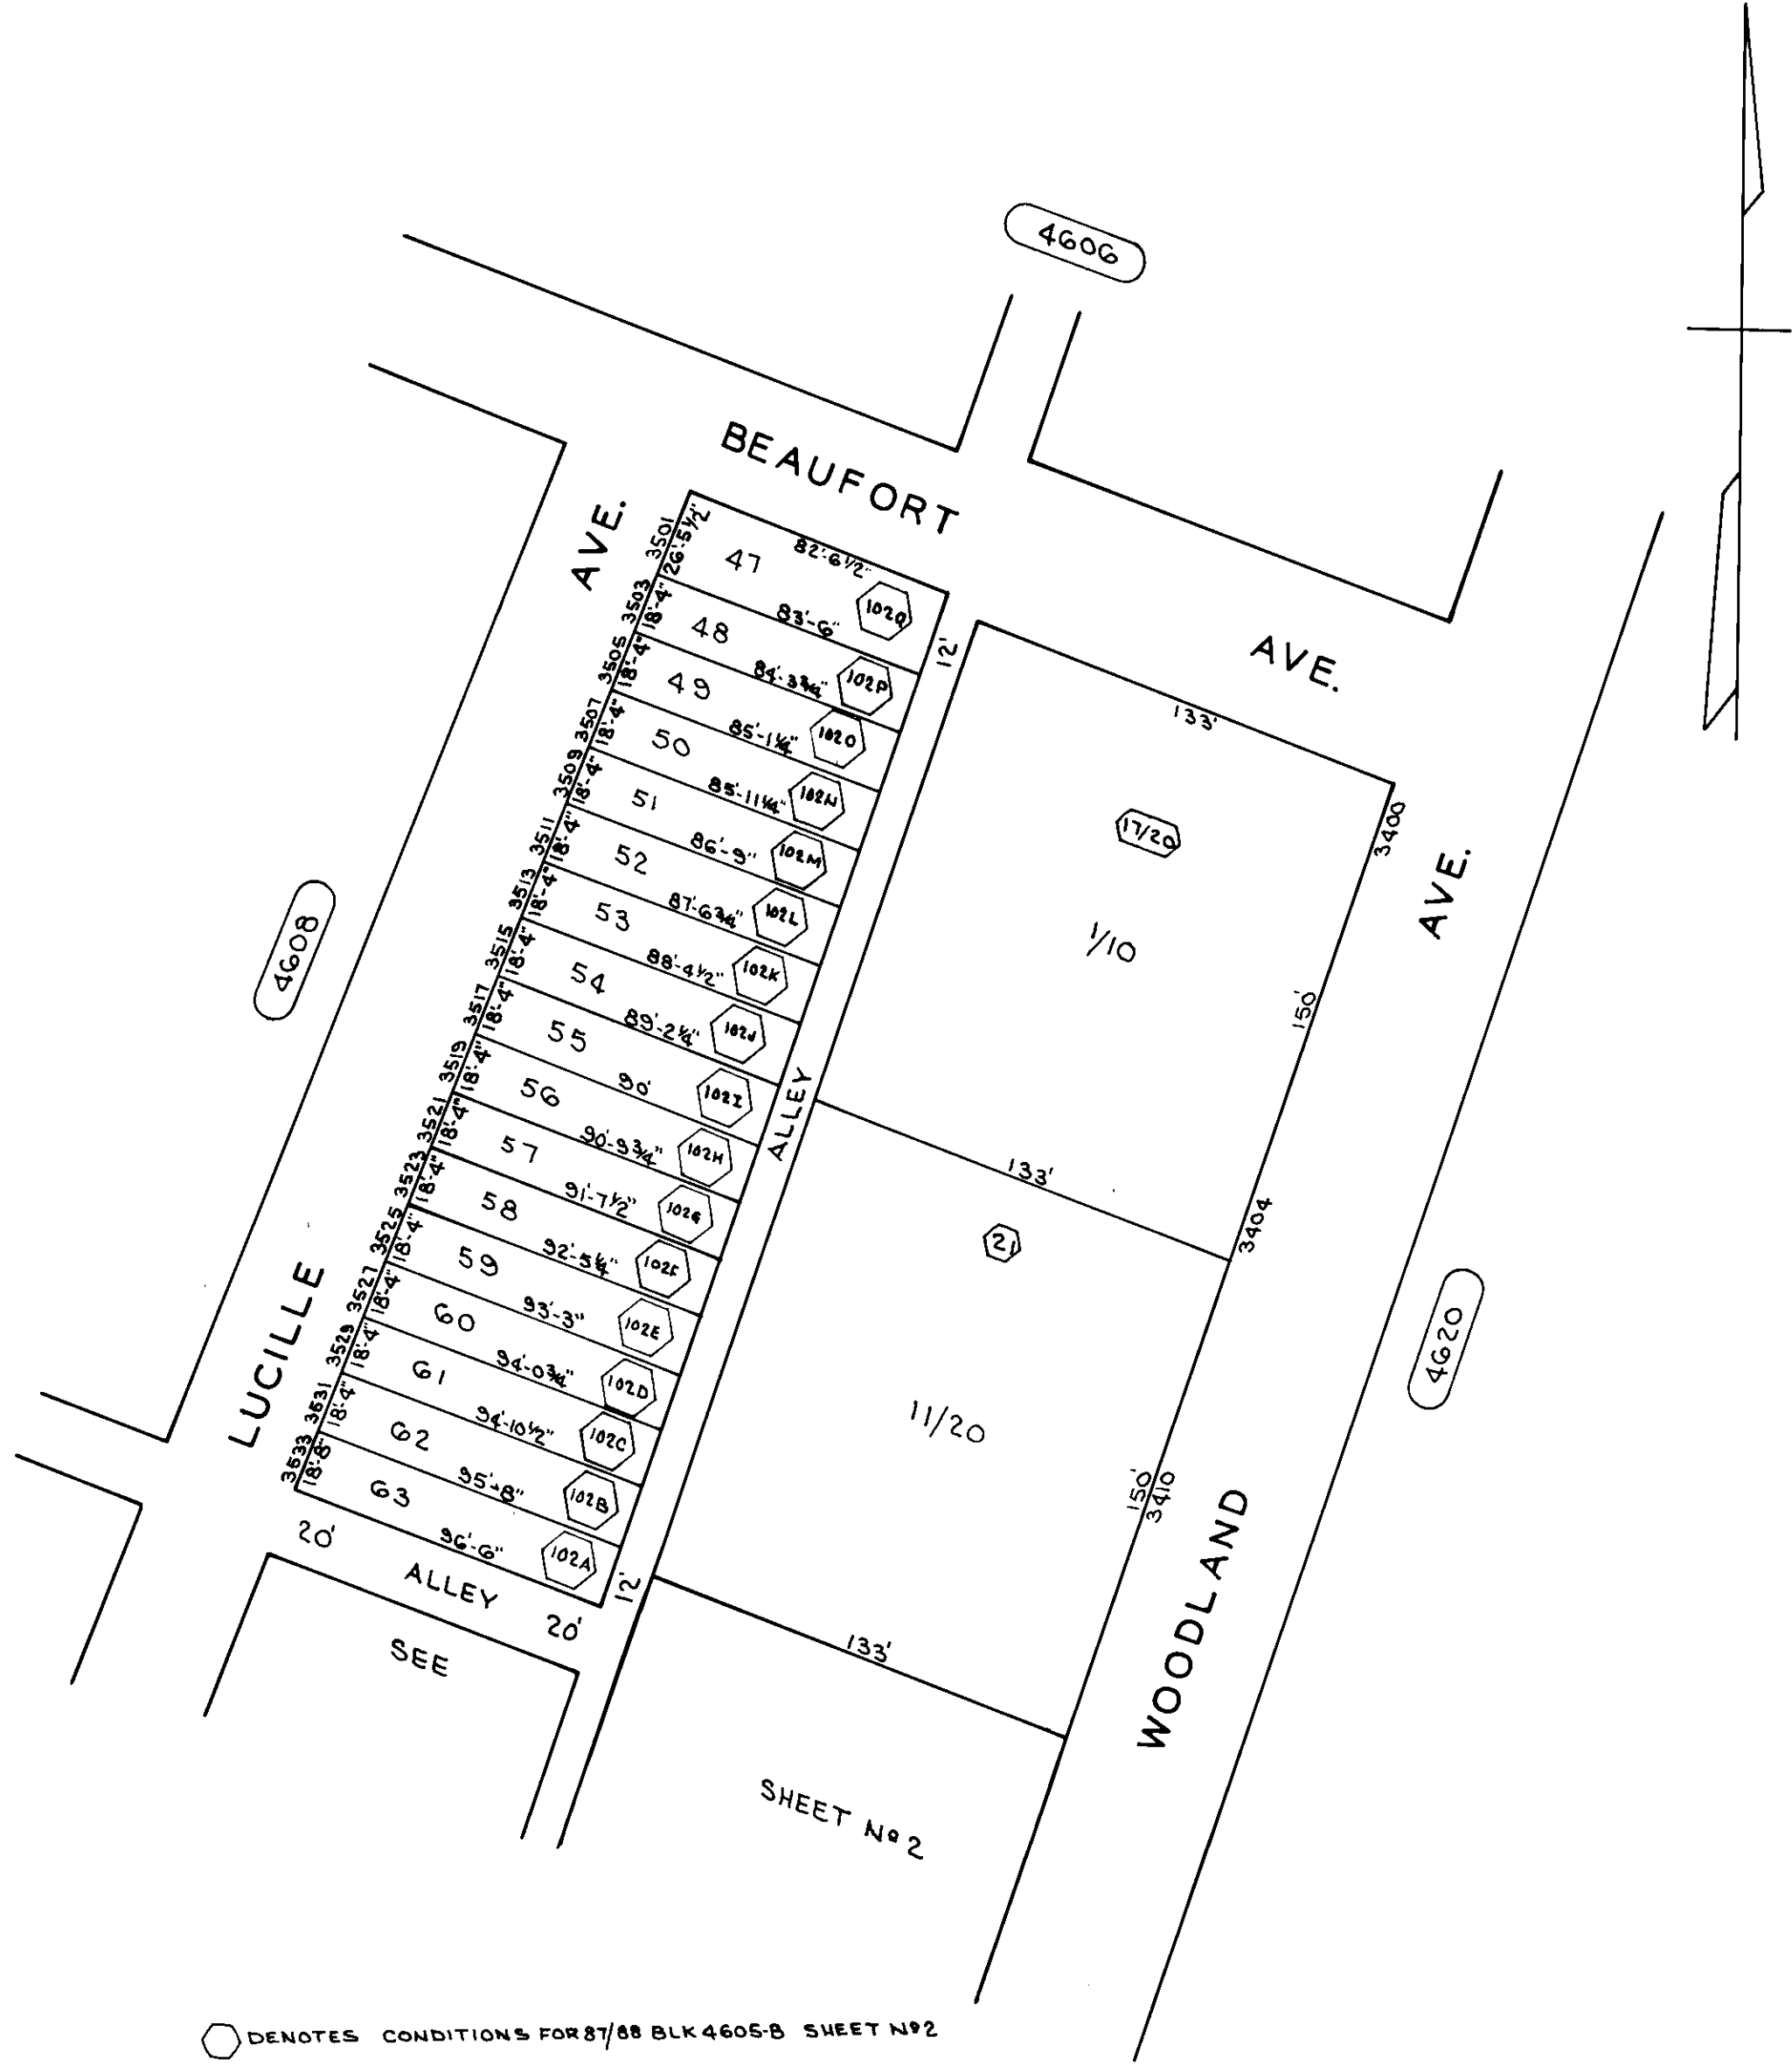 4606
BEAUFORT
AVE.
AVE.
LUCILLE
4608
3501 26'-5½" 47 82'-6½" 102Q
3503 18'-4" 48 83'-6" 102P
3505 18'-4" 49 84'-3¾" 102O
3507 18'-4" 50 85'-1¼" 102N
3509 18'-4" 51 85'-11¼" 102M
3511 18'-4" 52 86'-9" 102L
3513 18'-4" 53 87'-6¾" 102K
3515 18'-4" 54 88'-4½" 102J
3517 18'-4" 55 89'-2¼" 102I
3519 18'-4" 56 90' 102H
3521 18'-4" 57 90'-9¾" 102G
3523 18'-4" 58 91'-7½" 102F
3525 18'-4" 59 92'-5¼" 102E
3527 18'-4" 60 93'-3" 102D
3529 18'-4" 61 94'-0¾" 102C
3531 18'-4" 62 94'-10½" 102B
3533 18'-8" 63 95'-8" 102A
96'-6"
12'
ALLEY
12'
20'
ALLEY
20'
SEE
SHEET Nº 2
133'
17/20
1/10
3400
150'
133'
3404
21
11/20
150'
3410
133'
AVE.
WOODLAND
4620
DENOTES CONDITIONS FOR 87/88 BLK 4605-B SHEET Nº 2